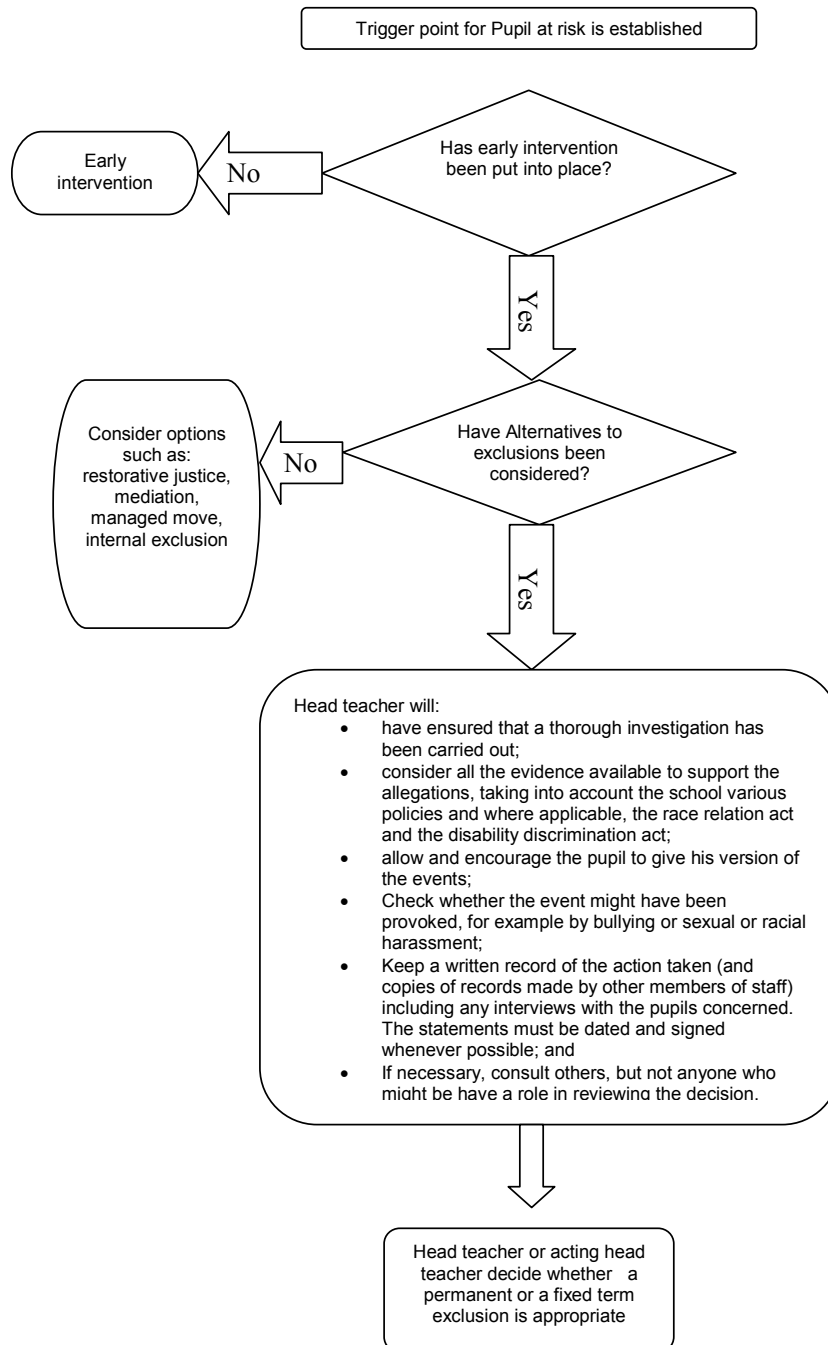 Trigger point for Pupil at risk is established
Has early intervention
been put into place?
Early
intervention
No
Yes
Have Alternatives to
exclusions been
considered?
Consider options
such as:
restorative justice,
mediation,
managed move,
internal exclusion
No
Yes
Head teacher will:
• have ensured that a thorough investigation has
been carried out;
• consider all the evidence available to support the
allegations, taking into account the school various
policies and where applicable, the race relation act
and the disability discrimination act;
• allow and encourage the pupil to give his version of
the events;
• Check whether the event might have been
provoked, for example by bullying or sexual or racial
harassment;
• Keep a written record of the action taken (and
copies of records made by other members of staff)
including any interviews with the pupils concerned.
The statements must be dated and signed
whenever possible; and
• If necessary, consult others, but not anyone who
might be have a role in reviewing the decision.
Head teacher or acting head
teacher decide whether a
permanent or a fixed term
exclusion is appropriate